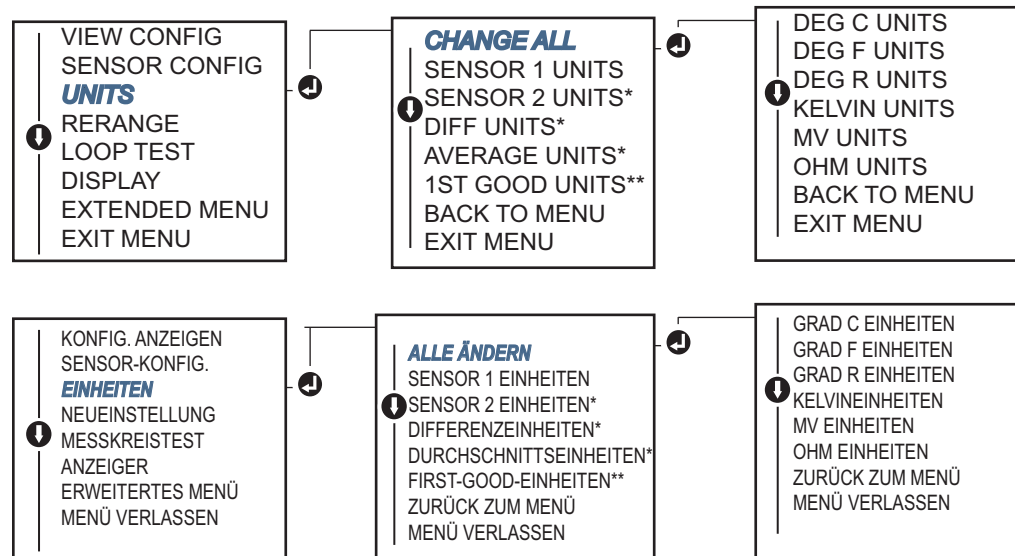 VIEW CONFIG
SENSOR CONFIG
UNITS
RERANGE
LOOP TEST
DISPLAY
EXTENDED MENU
EXIT MENU
CHANGE ALL
SENSOR 1 UNITS
SENSOR 2 UNITS*
DIFF UNITS*
AVERAGE UNITS*
1ST GOOD UNITS**
BACK TO MENU
EXIT MENU
DEG C UNITS
DEG F UNITS
DEG R UNITS
KELVIN UNITS
MV UNITS
OHM UNITS
BACK TO MENU
EXIT MENU
KONFIG. ANZEIGEN
SENSOR-KONFIG.
EINHEITEN
NEUEINSTELLUNG
MESSKREISTEST
ANZEIGER
ERWEITERTES MENÜ
MENÜ VERLASSEN
ALLE ÄNDERN
SENSOR 1 EINHEITEN
SENSOR 2 EINHEITEN*
DIFFERENZEINHEITEN*
DURCHSCHNITTSEINHEITEN*
FIRST-GOOD-EINHEITEN**
ZURÜCK ZUM MENÜ
MENÜ VERLASSEN
GRAD C EINHEITEN
GRAD F EINHEITEN
GRAD R EINHEITEN
KELVINEINHEITEN
MV EINHEITEN
OHM EINHEITEN
ZURÜCK ZUM MENÜ
MENÜ VERLASSEN